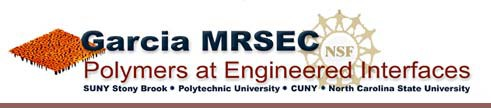 Garcia MRSEC
NSF
Polymers at Engineered Interfaces
SUNY Stony Brook • Polytechnic University • CUNY • North Carolina State University